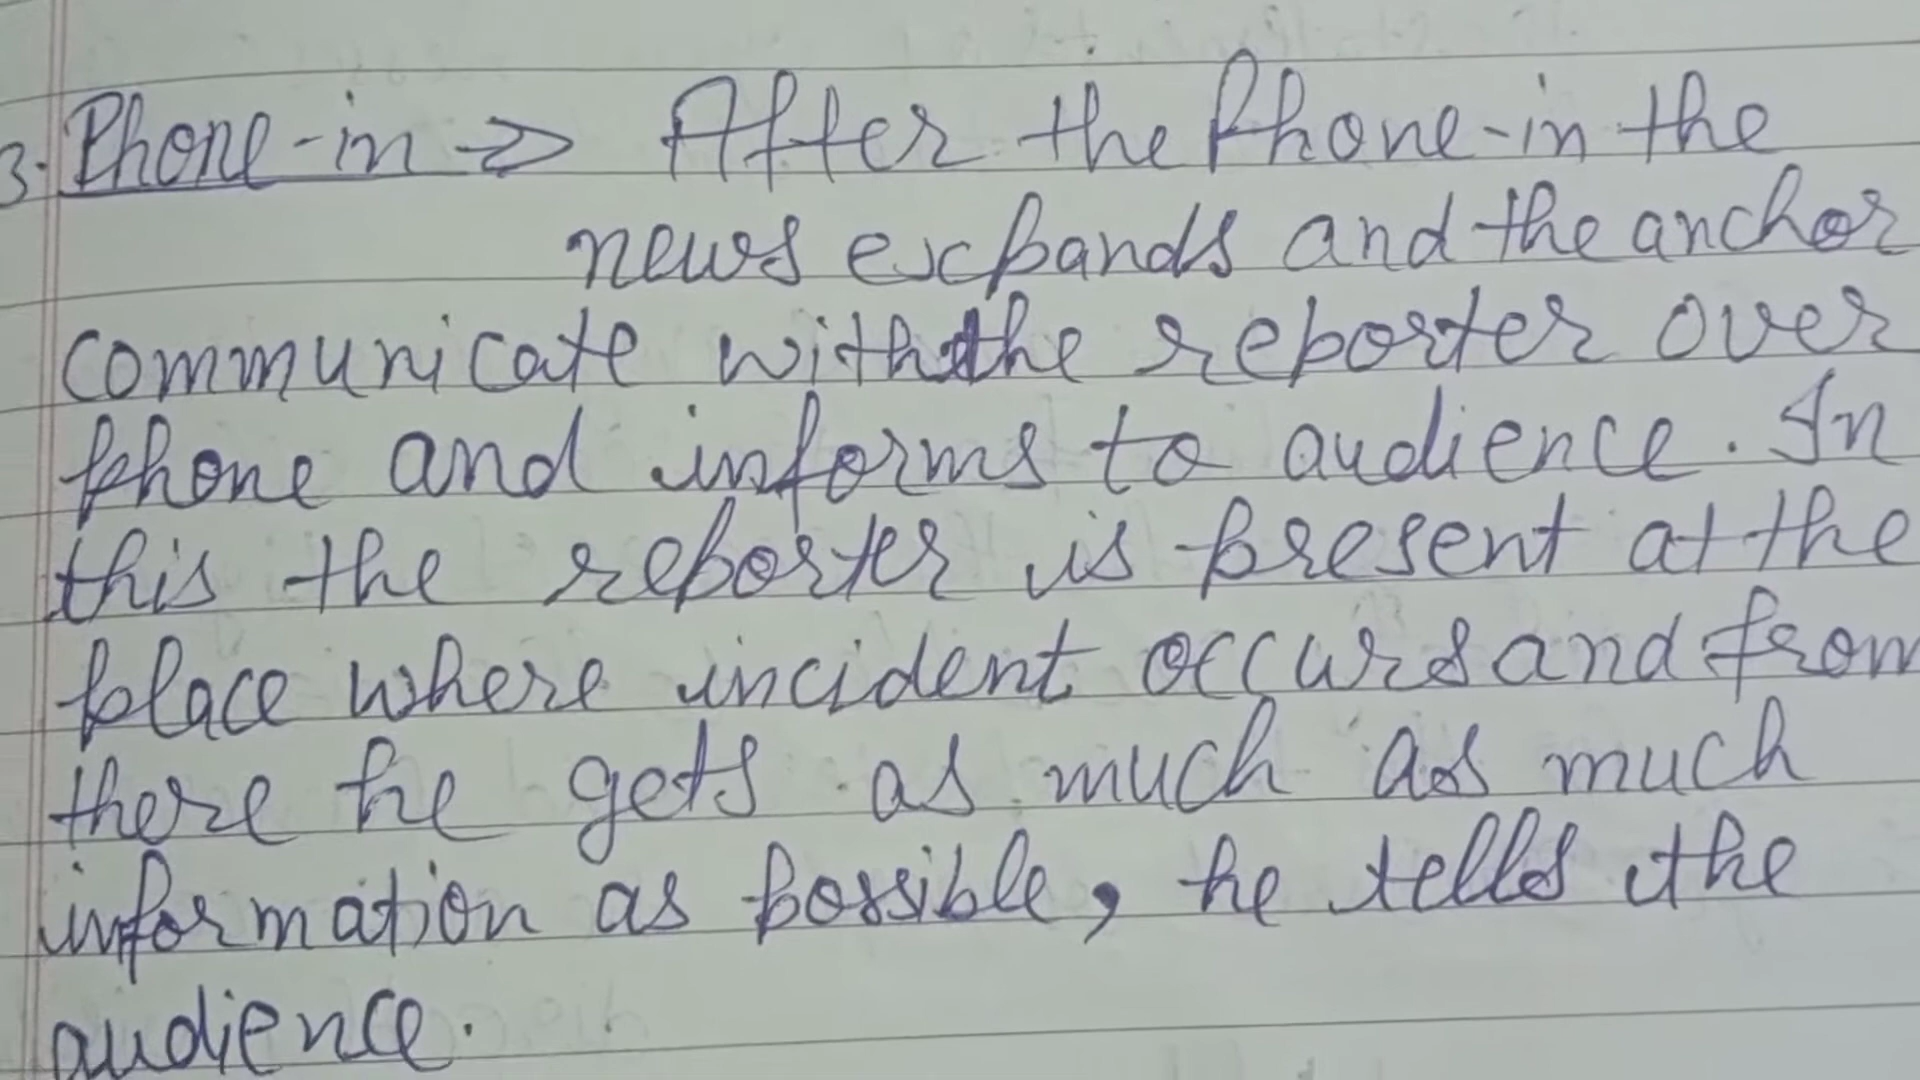 3. Phone-in => After the Phone-in the
news expands and the anchor
communicate with the reporter over
phone and informs to audience. In
this the reporter is present at the
place where incident occurs and from
there he gets as much as much
information as possible, he tells the
audience.